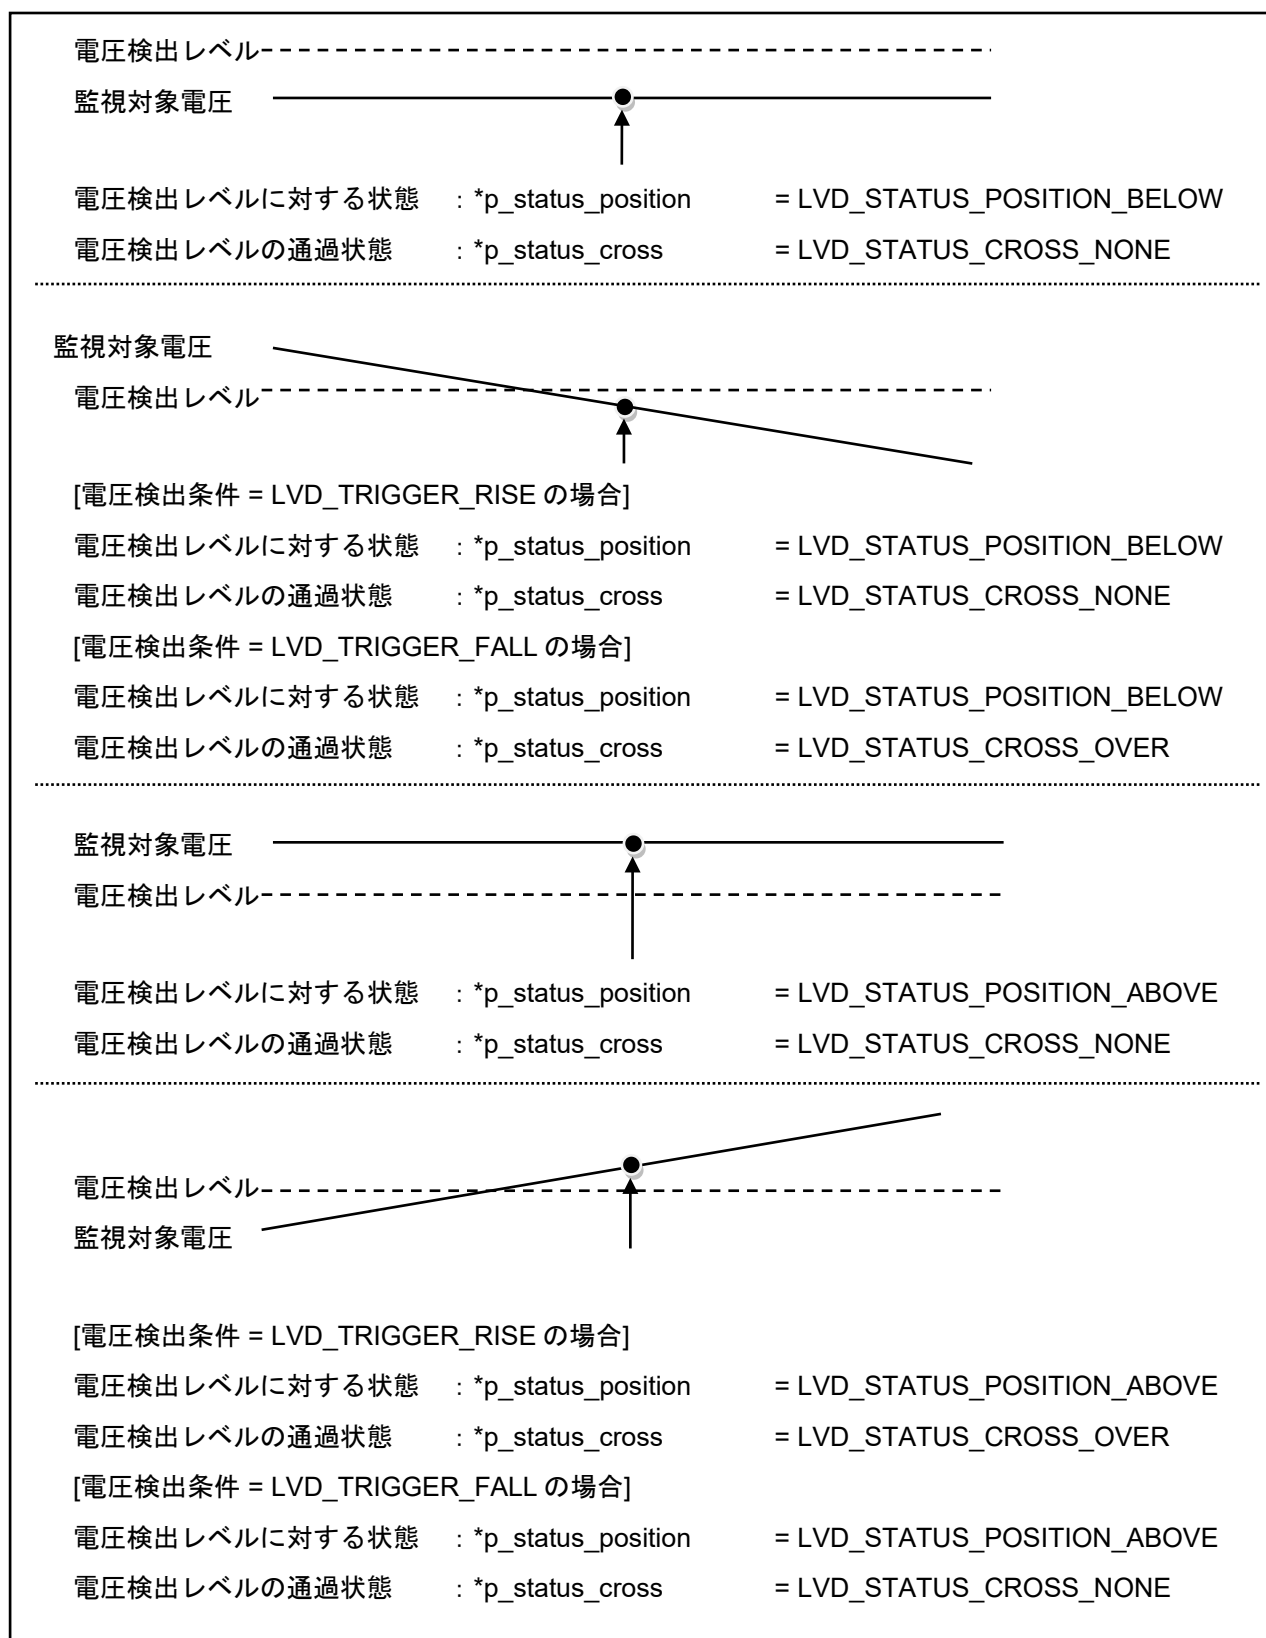 電圧検出レベル
監視対象電圧
電圧検出レベルに対する状態 : *p_status_position = LVD_STATUS_POSITION_BELOW
電圧検出レベルの通過状態 : *p_status_cross = LVD_STATUS_CROSS_NONE
監視対象電圧
電圧検出レベル
[電圧検出条件 = LVD_TRIGGER_RISE の場合]
電圧検出レベルに対する状態 : *p_status_position = LVD_STATUS_POSITION_BELOW
電圧検出レベルの通過状態 : *p_status_cross = LVD_STATUS_CROSS_NONE
[電圧検出条件 = LVD_TRIGGER_FALL の場合]
電圧検出レベルに対する状態 : *p_status_position = LVD_STATUS_POSITION_BELOW
電圧検出レベルの通過状態 : *p_status_cross = LVD_STATUS_CROSS_OVER
監視対象電圧
電圧検出レベル
電圧検出レベルに対する状態 : *p_status_position = LVD_STATUS_POSITION_ABOVE
電圧検出レベルの通過状態 : *p_status_cross = LVD_STATUS_CROSS_NONE
電圧検出レベル
監視対象電圧
[電圧検出条件 = LVD_TRIGGER_RISE の場合]
電圧検出レベルに対する状態 : *p_status_position = LVD_STATUS_POSITION_ABOVE
電圧検出レベルの通過状態 : *p_status_cross = LVD_STATUS_CROSS_OVER
[電圧検出条件 = LVD_TRIGGER_FALL の場合]
電圧検出レベルに対する状態 : *p_status_position = LVD_STATUS_POSITION_ABOVE
電圧検出レベルの通過状態 : *p_status_cross = LVD_STATUS_CROSS_NONE